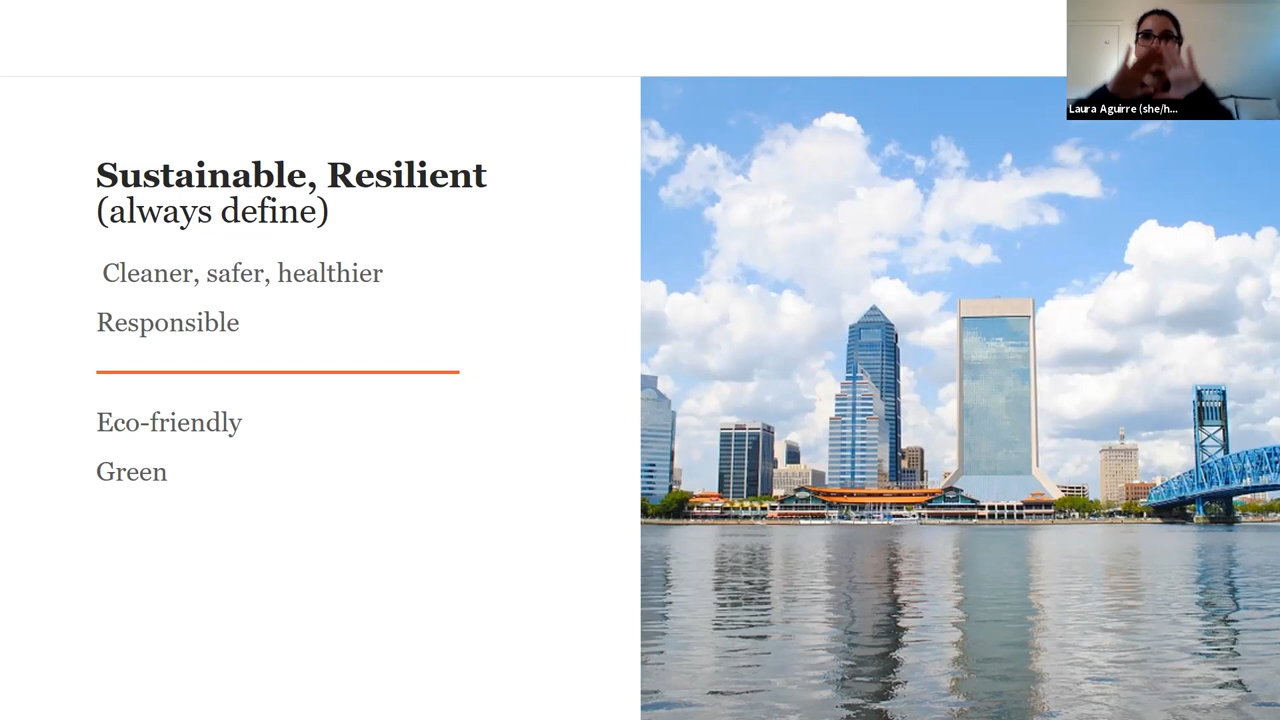 Laura Aguirre (she/h...
Sustainable, Resilient
(always define)
Cleaner, safer, healthier
Responsible
Eco-friendly
Green